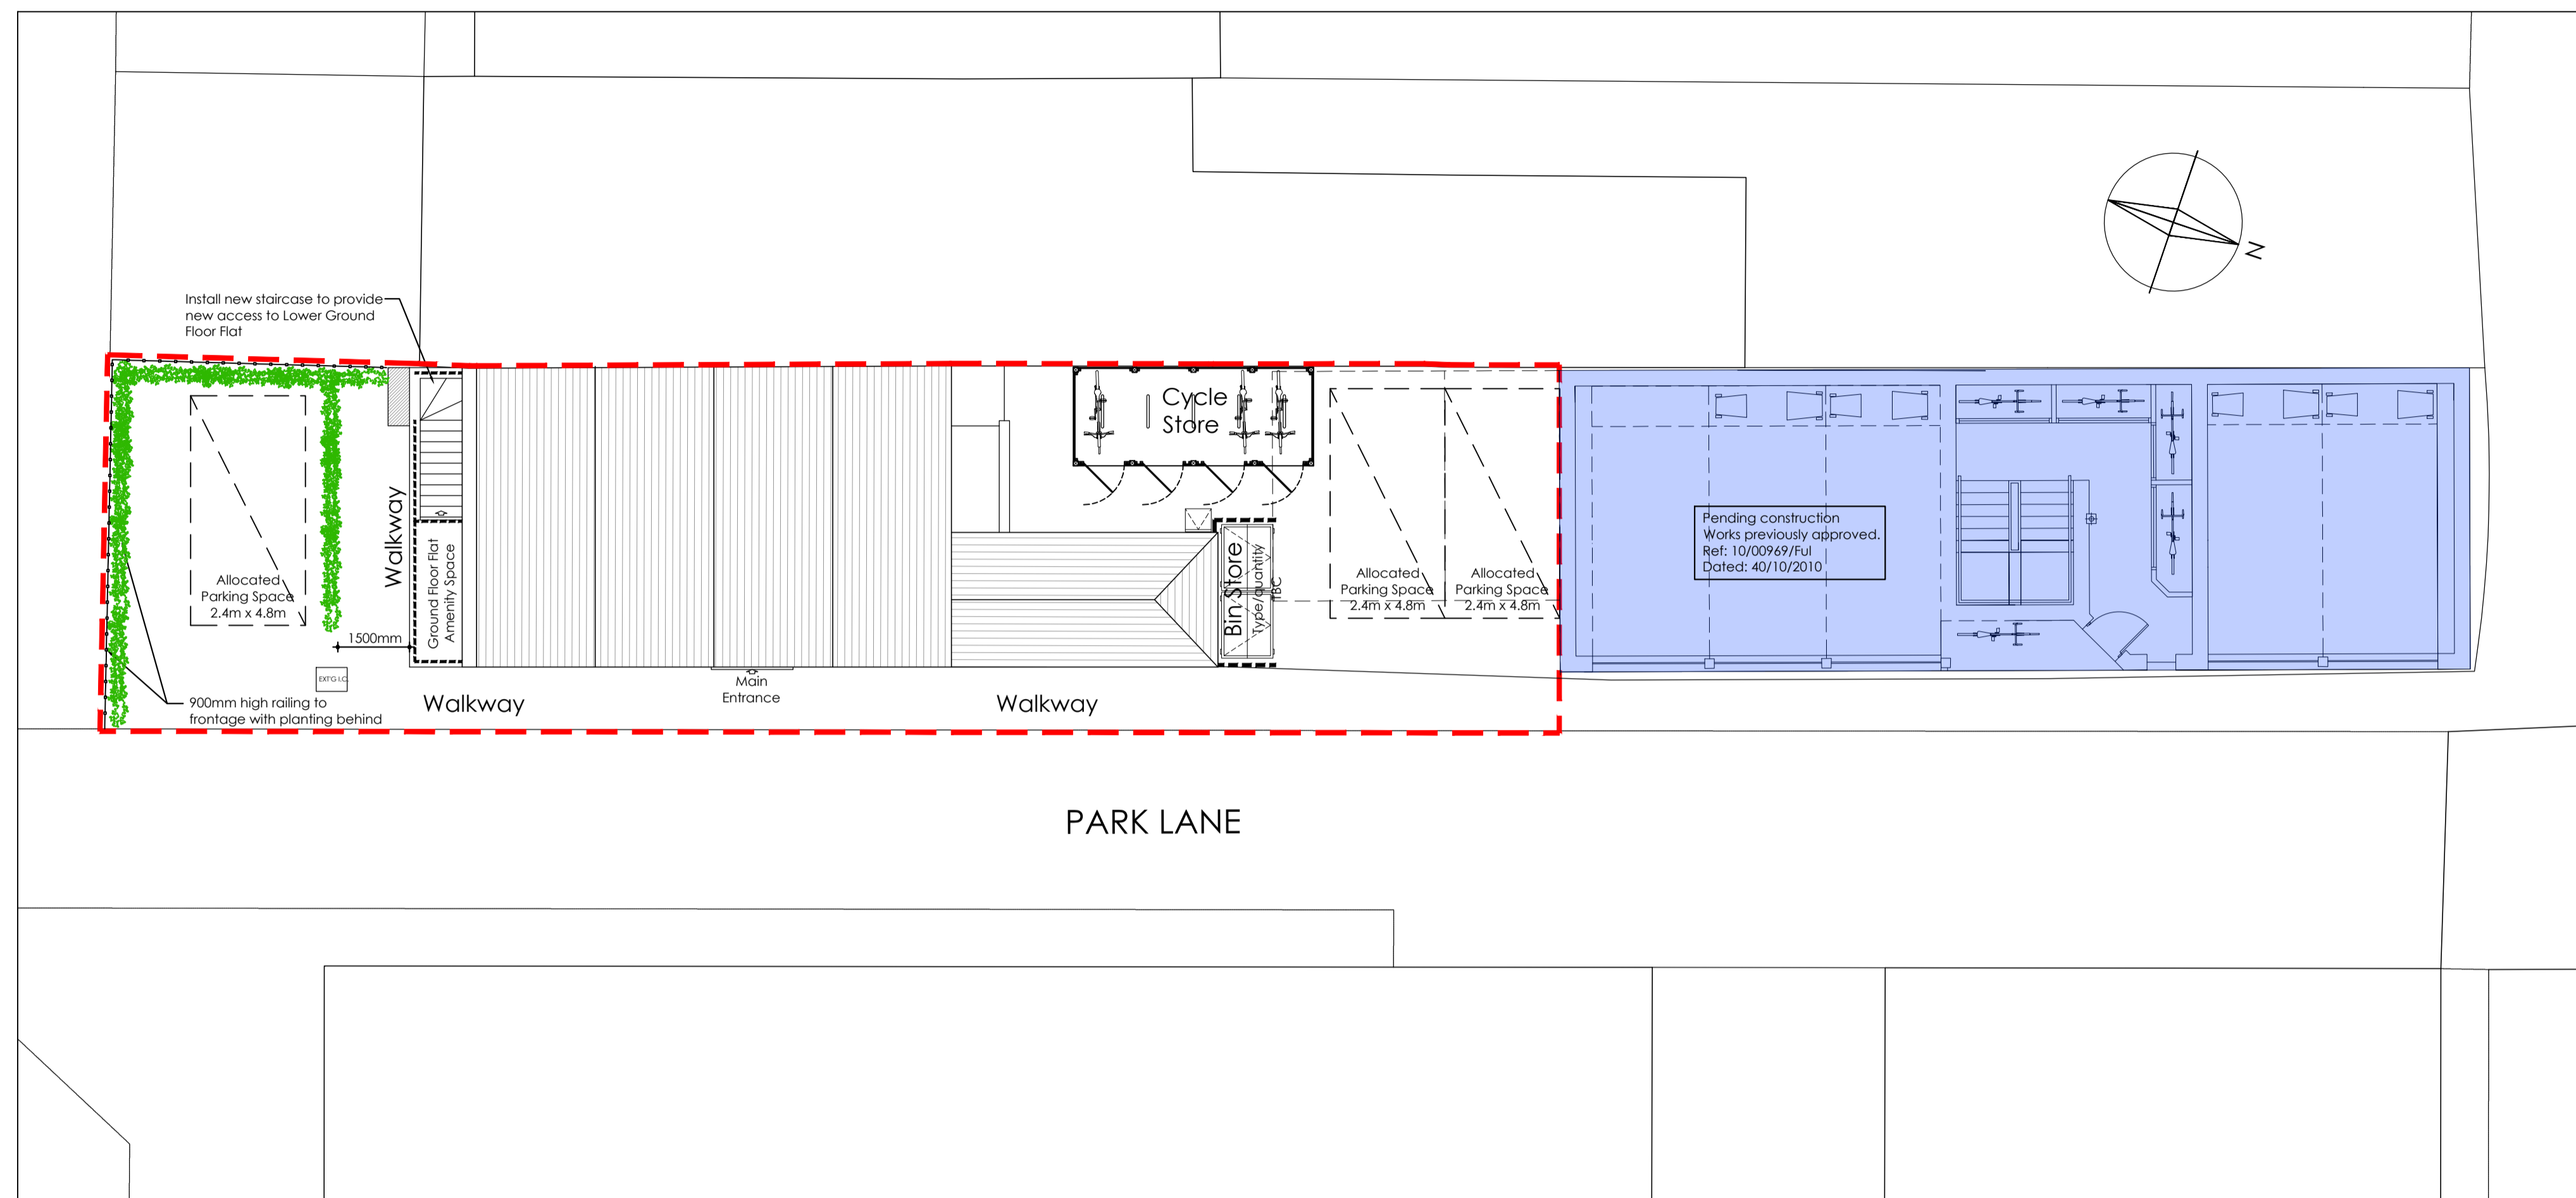 N
Install new staircase to provide
new access to Lower Ground
Floor Flat
Cycle
Store
Walkway
Ground Floor Flat
Amenity Space
Bin Store
Type/quantity
TBC
Pending construction
Works previously approved.
Ref: 10/00969/Ful
Dated: 40/10/2010
Allocated
Parking Space
2.4m x 4.8m
Allocated
Parking Space
2.4m x 4.8m
Allocated
Parking Space
2.4m x 4.8m
1500mm
EXT'G I.C.
900mm high railing to
frontage with planting behind
Walkway
Main
Entrance
Walkway
PARK LANE